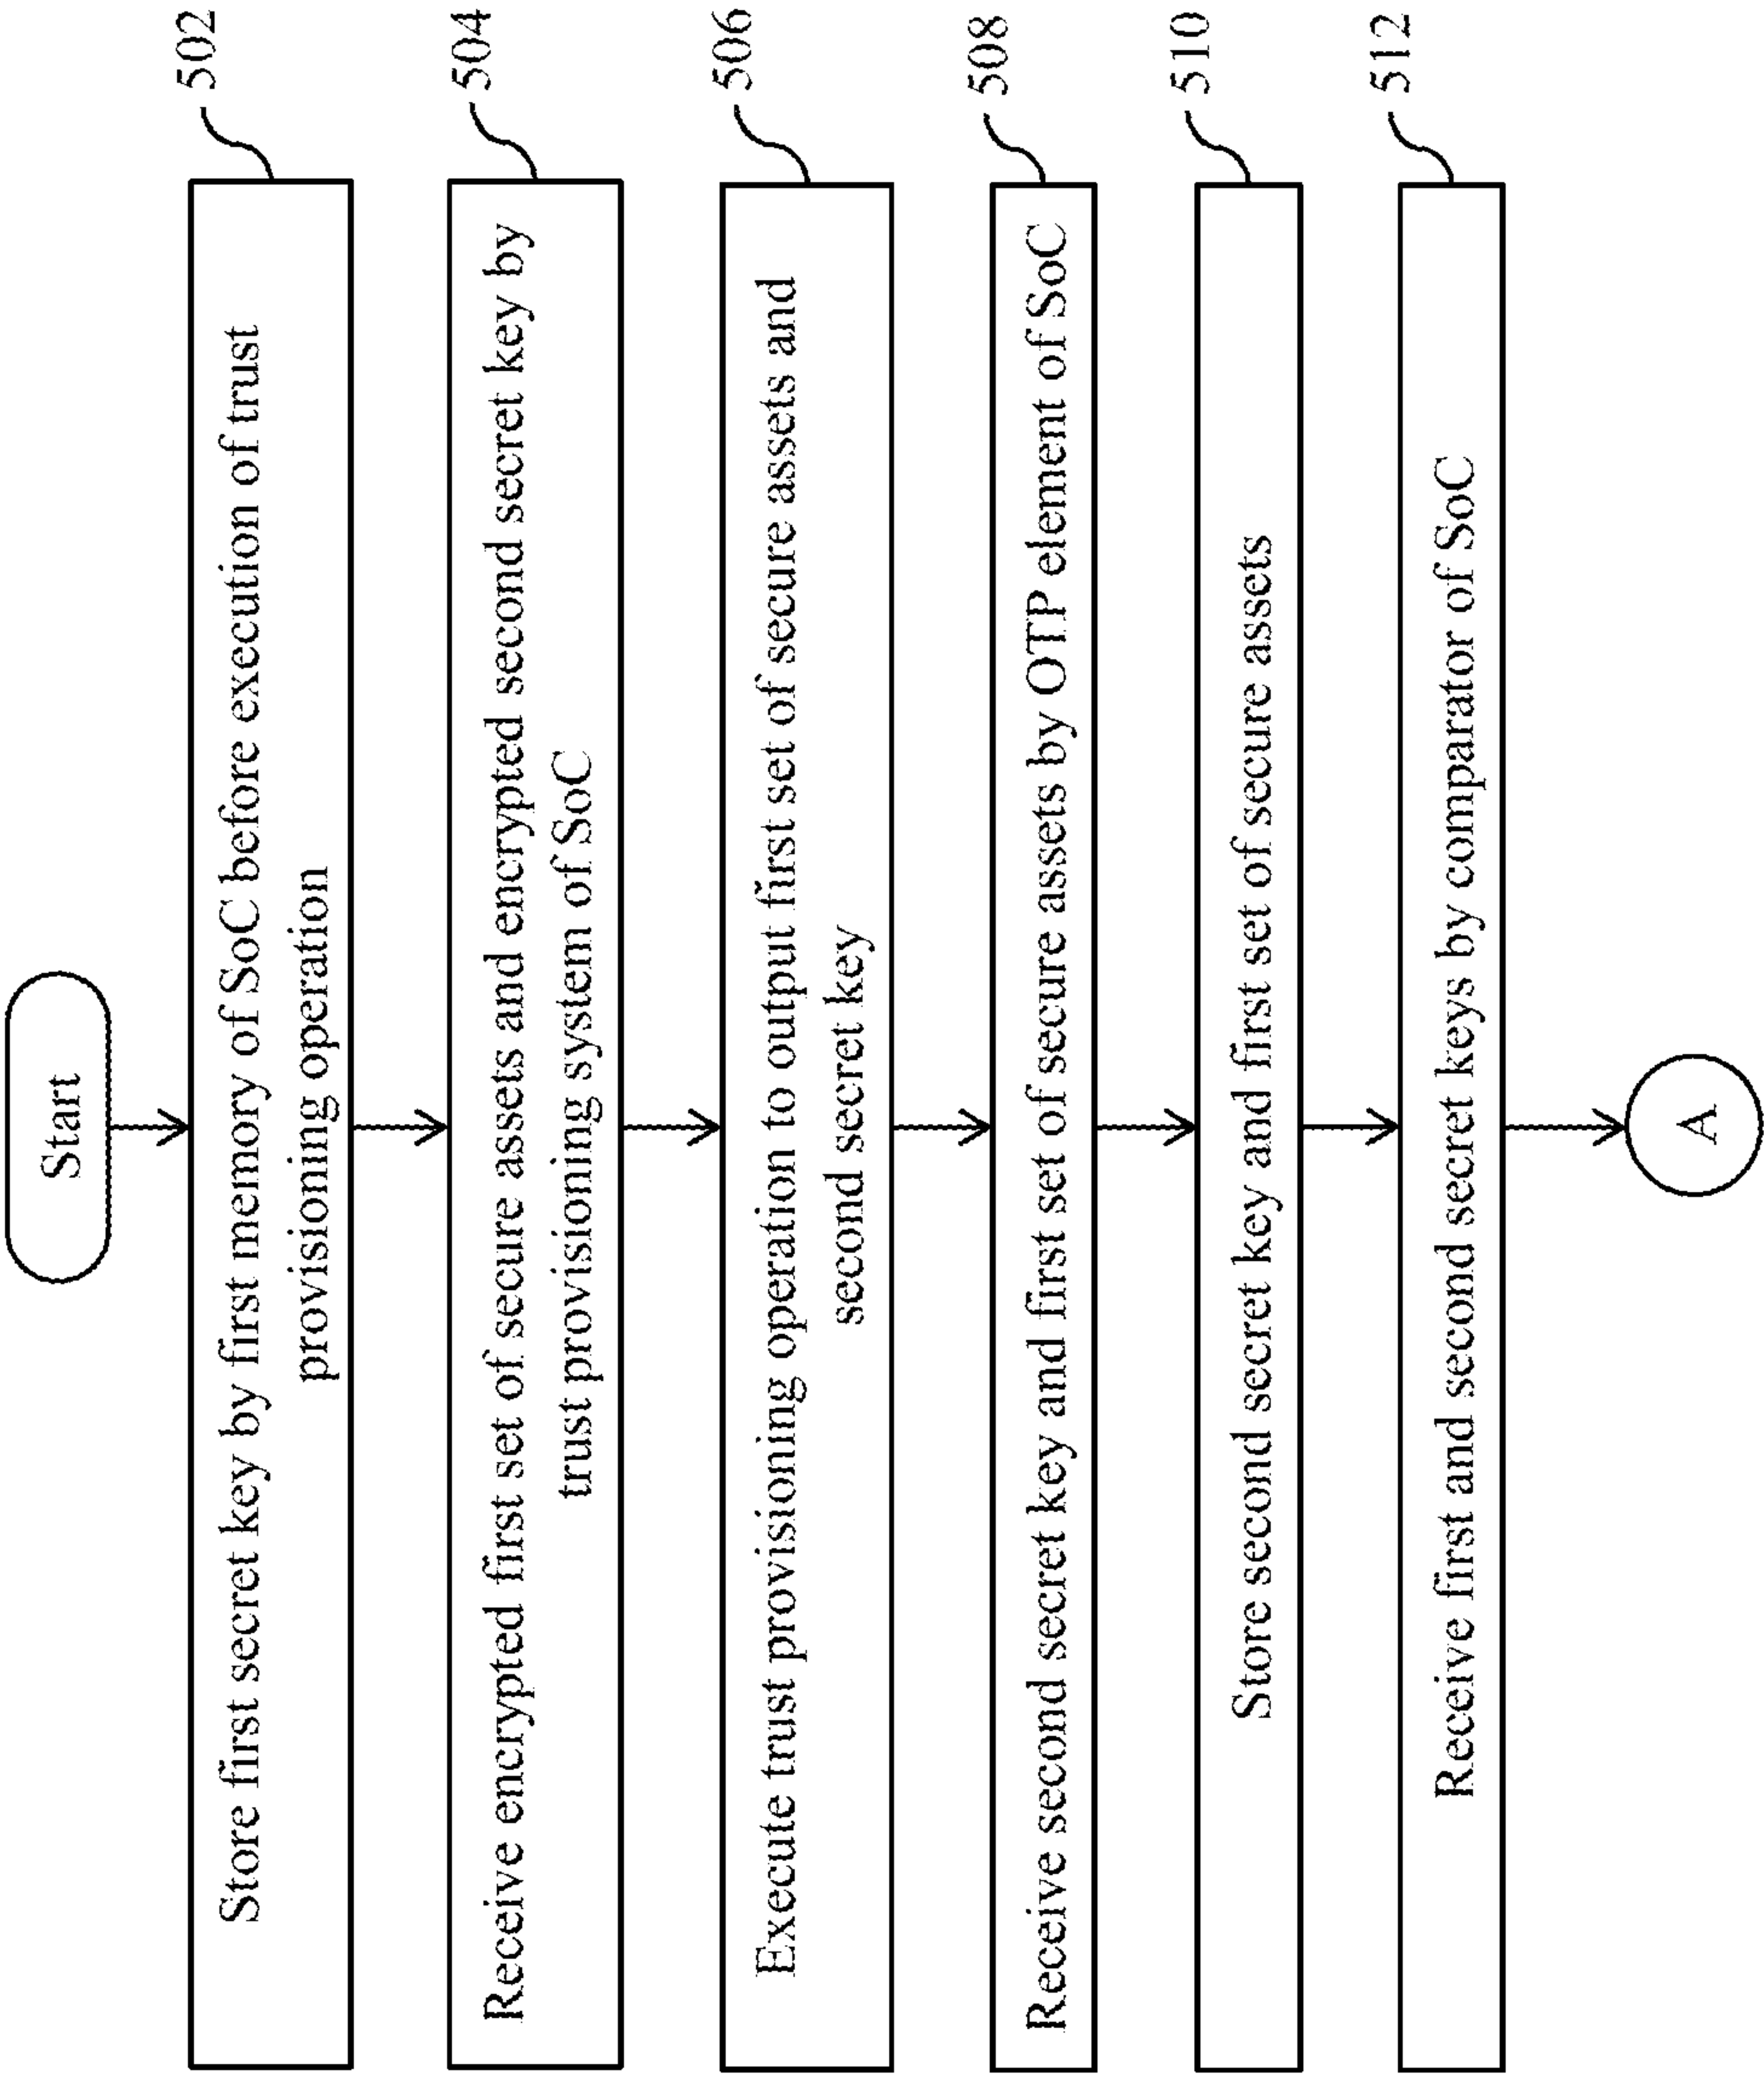 Start
Store first secret key by first memory of SoC before execution of trust
provisioning operation
502
Receive encrypted first set of secure assets and encrypted second secret key by
trust provisioning system of SoC
504
Execute trust provisioning operation to output first set of secure assets and
second secret key
506
Receive second secret key and first set of secure assets by OTP element of SoC
508
Store second secret key and first set of secure assets
510
Receive first and second secret keys by comparator of SoC
512
A